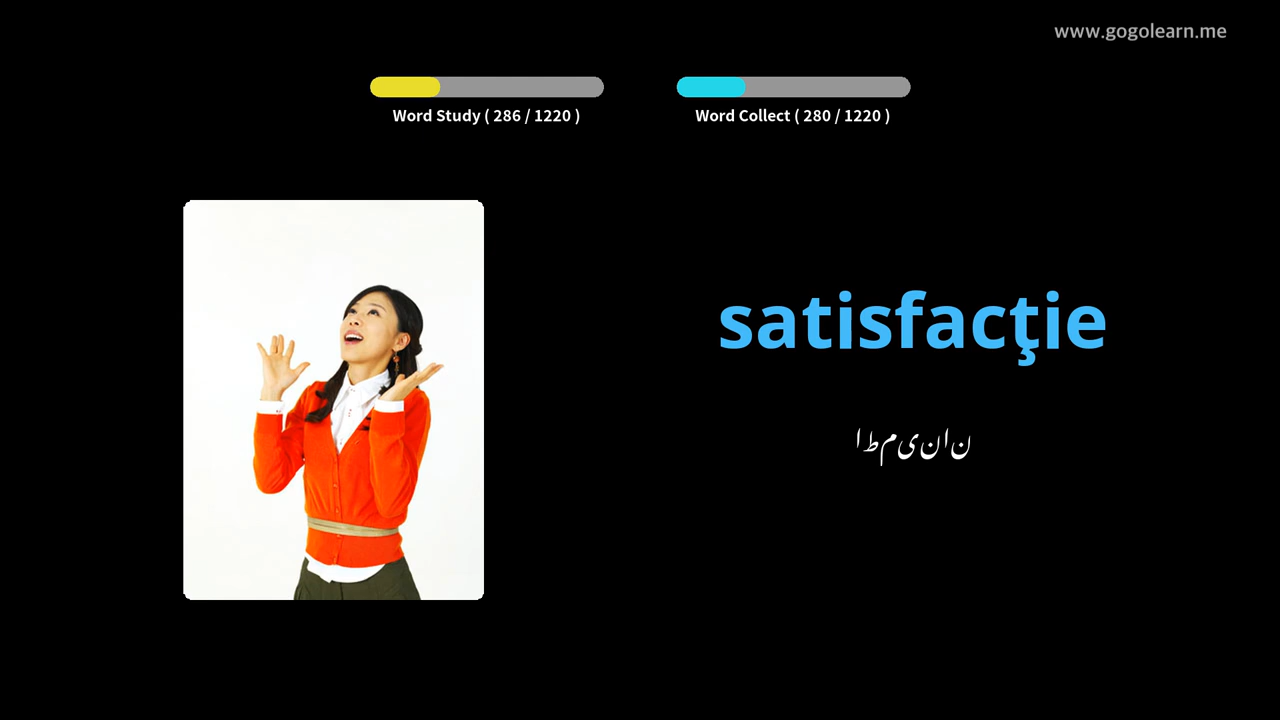 www.gogolearn.me
Word Study ( 286 / 1220 )
Word Collect ( 280 / 1220 )
satisfacţie
اطمینان